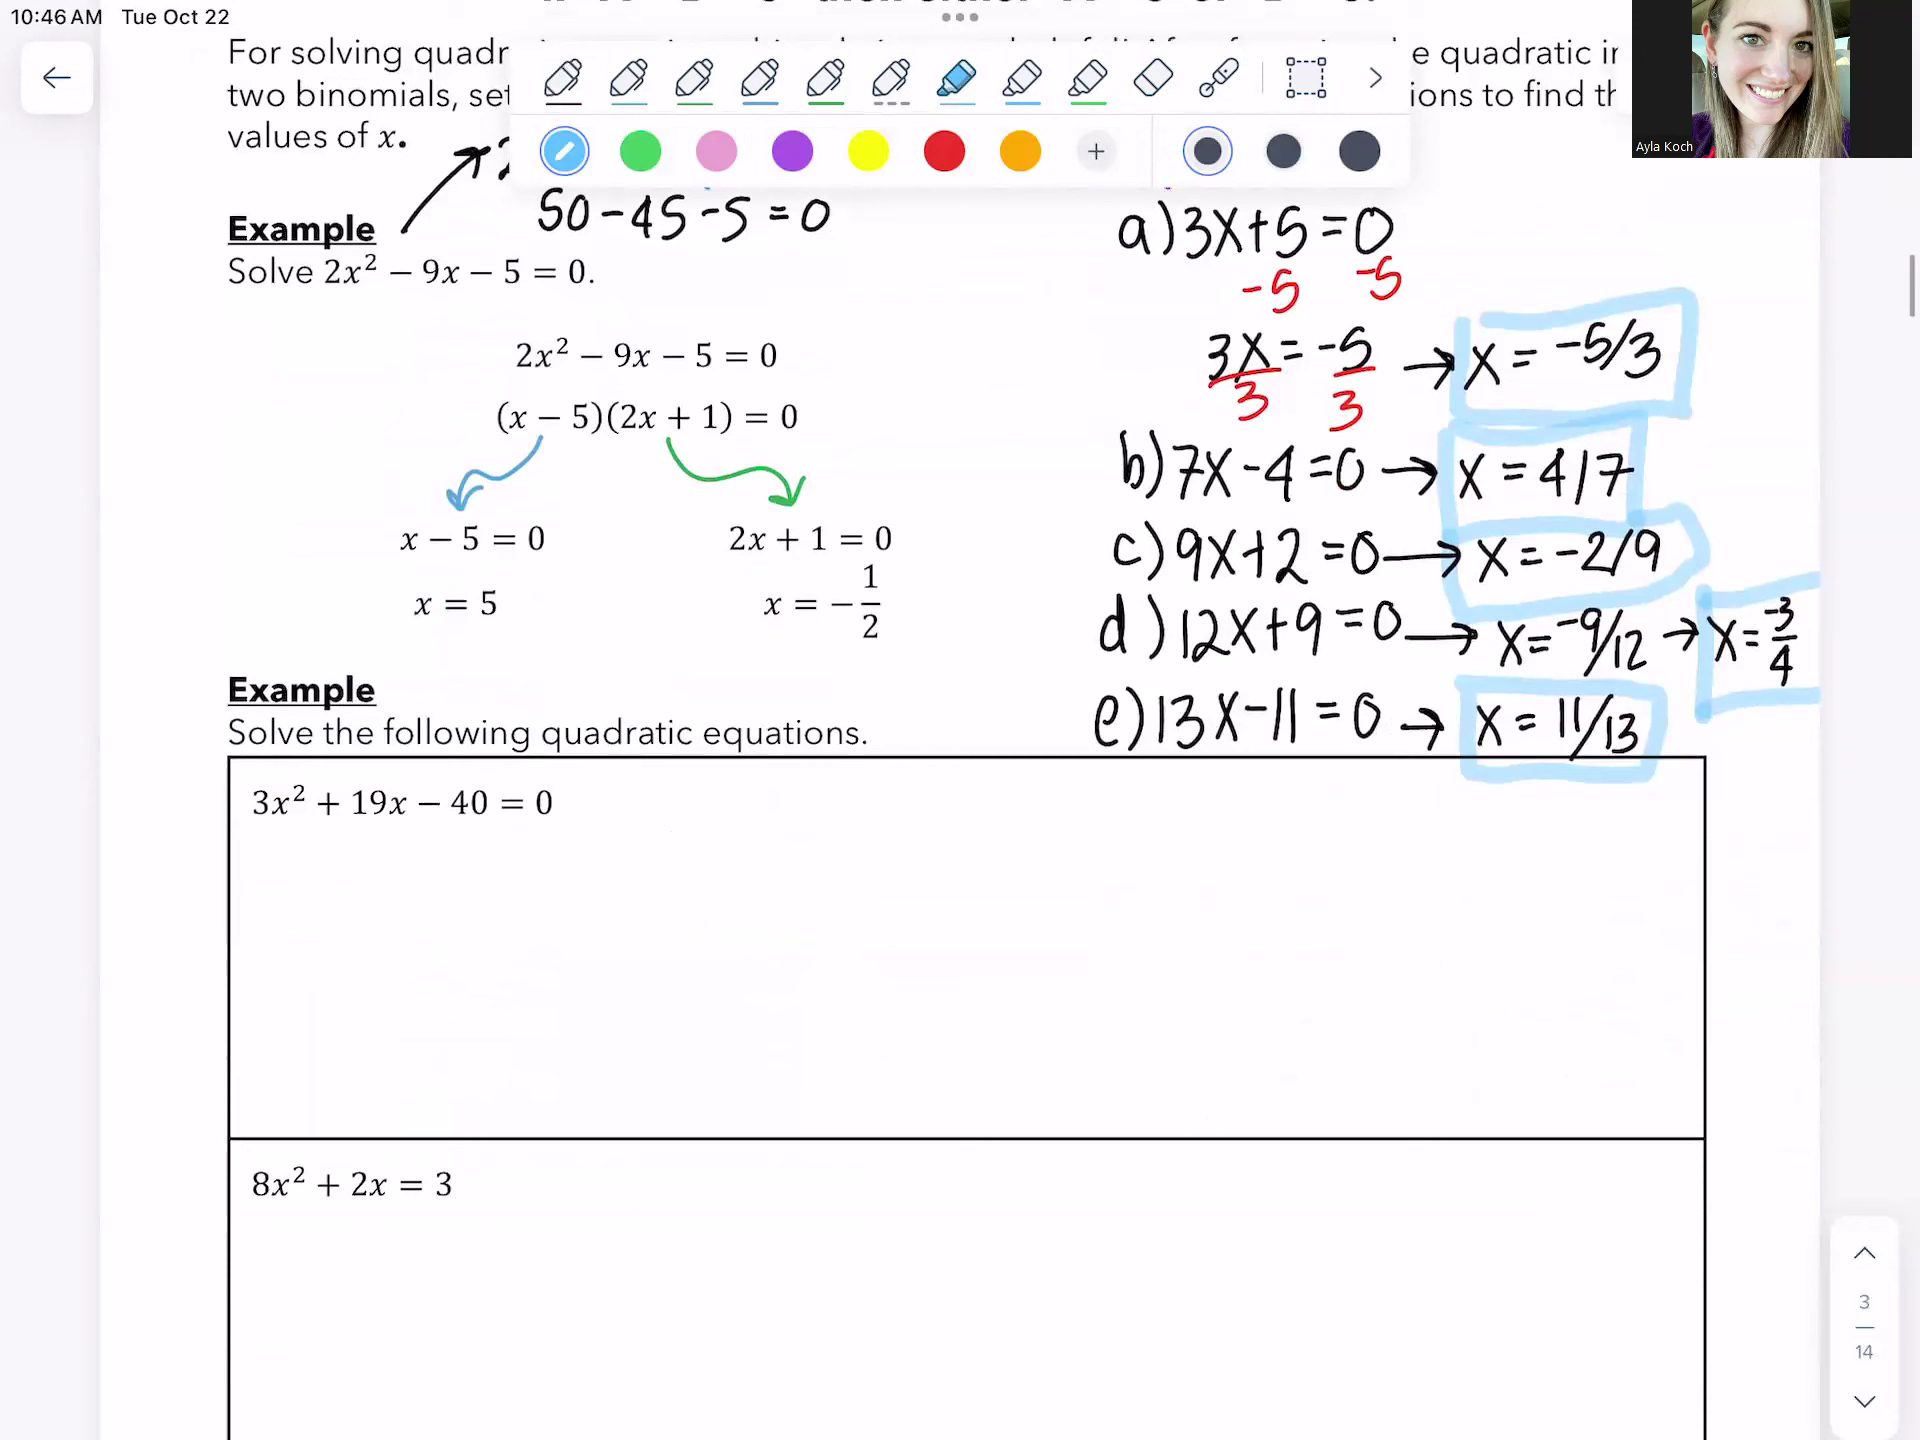 10:46 AM Tue Oct 22
For solving quadr e quadratic in
two binomials, set ions to find th
values of x.
Ayla Koch
50 - 45 - 5 = 0
Example
Solve 2x² − 9x − 5 = 0.
2x² − 9x − 5 = 0
(x − 5)(2x + 1) = 0
x − 5 = 0 2x + 1 = 0
x = 5 x = −1/2
a) 3x + 5 = 0
-5 -5
3x = -5 → x = -5/3
3 3
b) 7x - 4 = 0 → x = 4/7
c) 9x + 2 = 0 → x = -2/9
d) 12x + 9 = 0 → x = -9/12 → x = -3/4
e) 13x - 11 = 0 → x = 11/13
Example
Solve the following quadratic equations.
3x² + 19x − 40 = 0
8x² + 2x = 3
3
14